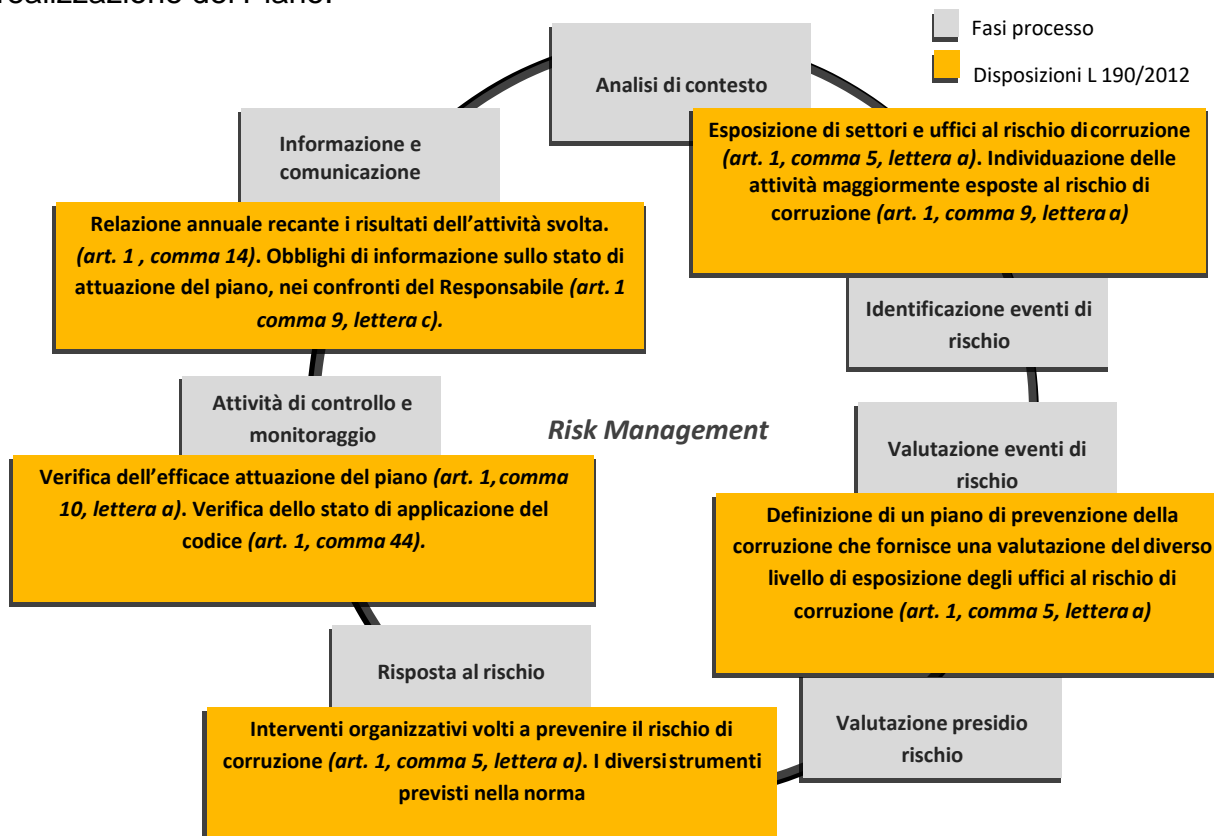 realizzazione del Piano.
Fasi processo
Disposizioni L 190/2012
Analisi di contesto
Esposizione di settori e uffici al rischio di corruzione
(art. 1, comma 5, lettera a). Individuazione delle
attività maggiormente esposte al rischio di
corruzione (art. 1, comma 9, lettera a)
Identificazione eventi di
rischio
Valutazione eventi di
rischio
Definizione di un piano di prevenzione della
corruzione che fornisce una valutazione del diverso
livello di esposizione degli uffici al rischio di
corruzione (art. 1, comma 5, lettera a)
Valutazione presidio
rischio
Risposta al rischio
Interventi organizzativi volti a prevenire il rischio di
corruzione (art. 1, comma 5, lettera a). I diversi strumenti
previsti nella norma
Attività di controllo e
monitoraggio
Verifica dell’efficace attuazione del piano (art. 1, comma
10, lettera a). Verifica dello stato di applicazione del
codice (art. 1, comma 44).
Informazione e
comunicazione
Relazione annuale recante i risultati dell’attività svolta.
(art. 1 , comma 14). Obblighi di informazione sullo stato di
attuazione del piano, nei confronti del Responsabile (art. 1
comma 9, lettera c).
Risk Management